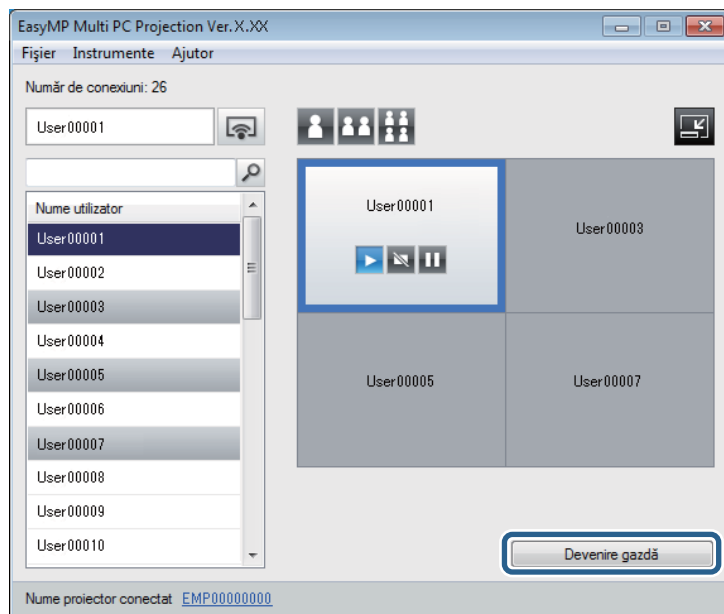 EasyMP Multi PC Projection Ver.X.XX
Fişier Instrumente Ajutor
Număr de conexiuni: 26
User00001
Nume utilizator
User00001
User00002
User00003
User00004
User00005
User00006
User00007
User00008
User00009
User00010
User00001
User00003
User00005
User00007
Devenire gazdă
Nume proiector conectat EMP00000000